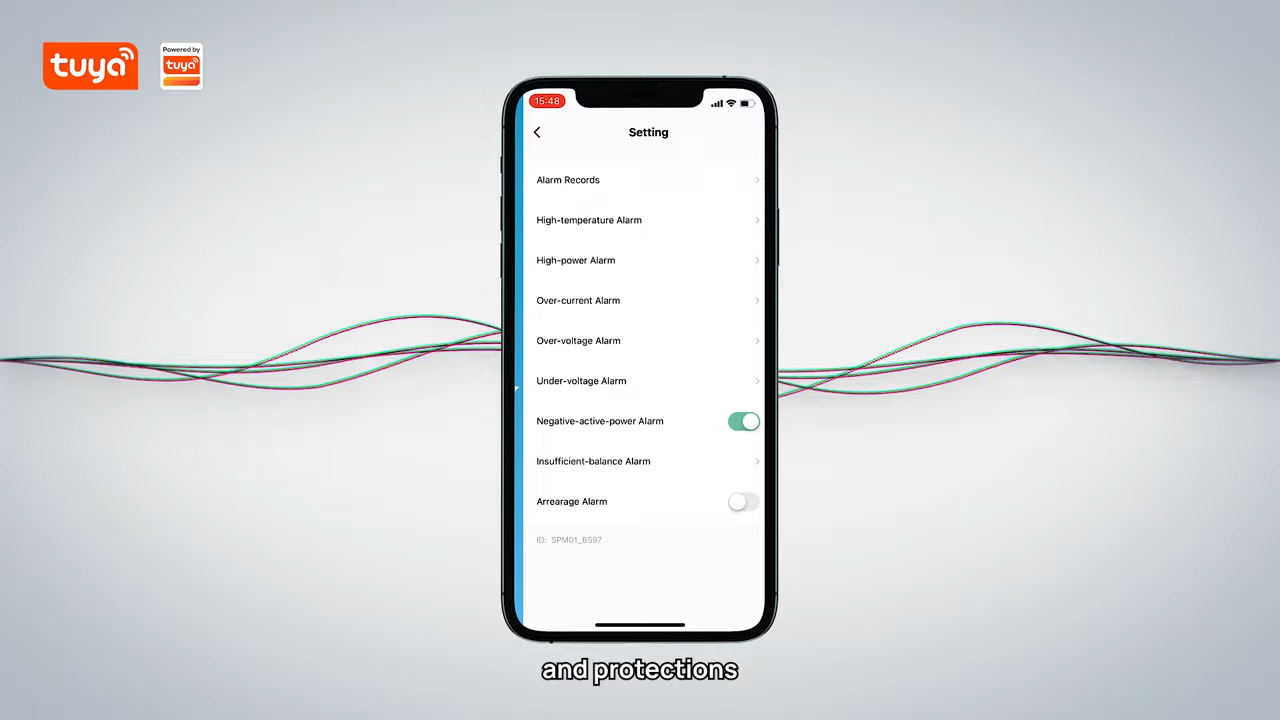 tuya
Powered by
tuya
15:48
Setting
Alarm Records
High-temperature Alarm
High-power Alarm
Over-current Alarm
Over-voltage Alarm
Under-voltage Alarm
Negative-active-power Alarm
Insufficient-balance Alarm
Arrearage Alarm
ID: SPM01_B597
and protections